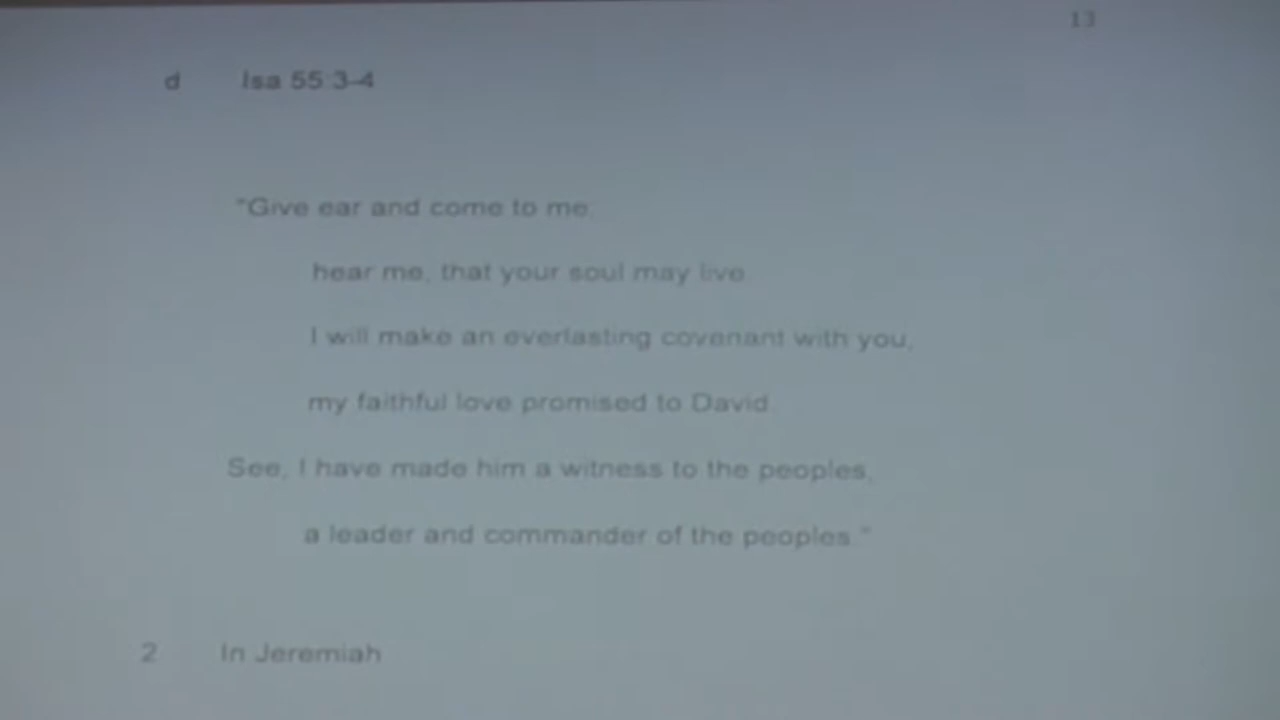 13
d Isa 55:3-4
"Give ear and come to me;
hear me, that your soul may live.
I will make an everlasting covenant with you,
my faithful love promised to David.
See, I have made him a witness to the peoples,
a leader and commander of the peoples."
2 In Jeremiah